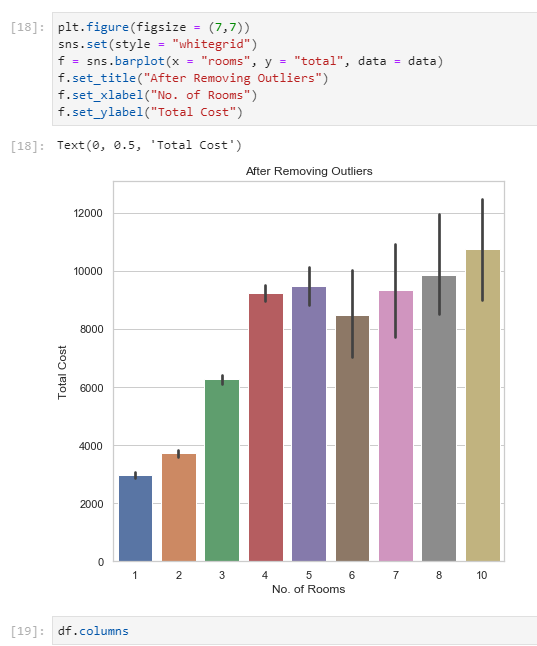 [18]: plt.figure(figsize = (7,7))
sns.set(style = "whitegrid")
f = sns.barplot(x = "rooms", y = "total", data = data)
f.set_title("After Removing Outliers")
f.set_xlabel("No. of Rooms")
f.set_ylabel("Total Cost")
[18]: Text(0, 0.5, 'Total Cost')
After Removing Outliers
12000
10000
8000
6000
4000
2000
0
Total Cost
1 2 3 4 5 6 7 8 10
No. of Rooms
[19]: df.columns